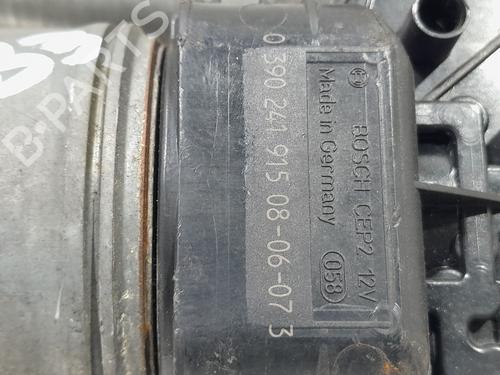 BOSCH CEP2 12V
Made in Germany 058
0 390 241 915 08-06-07 3
B-PARTS